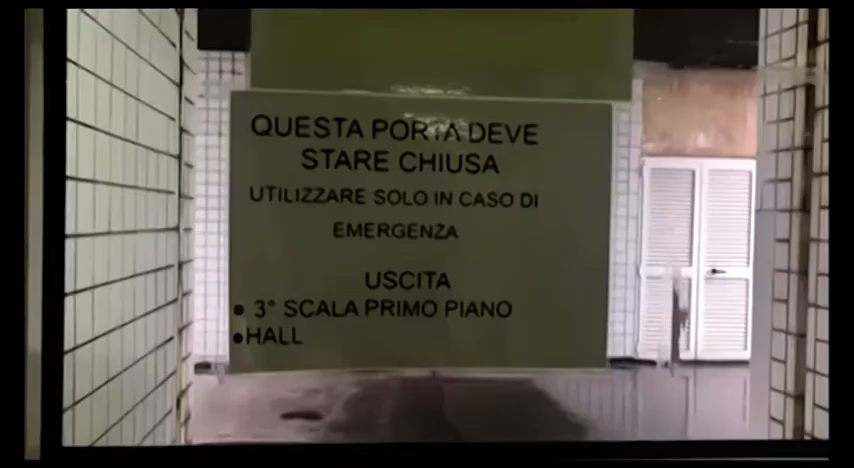 QUESTA PORTA DEVE
STARE CHIUSA
UTILIZZARE SOLO IN CASO DI
EMERGENZA
USCITA
• 3° SCALA PRIMO PIANO
•HALL